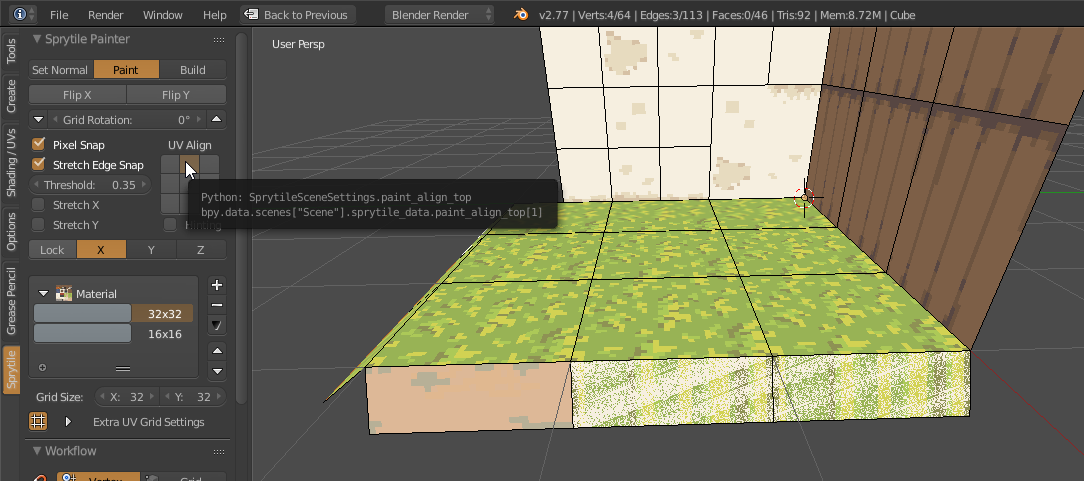 File Render Window Help Back to Previous Blender Render v2.77 | Verts:4/64 | Edges:3/113 | Faces:0/46 | Tris:92 | Mem:8.72M | Cube
Tools
Create
Shading / UVs
Options
Grease Pencil
Sprytile
Sprytile Painter
Set Normal Paint Build
Flip X Flip Y
Grid Rotation: 0°
Pixel Snap UV Align
Stretch Edge Snap
Threshold: 0.35
Stretch X
Stretch Y
Lock X Y Z
Material
32x32
16x16
Grid Size: X: 32 Y: 32
Extra UV Grid Settings
Workflow
Vertex Grid
User Persp
Python: SprytileSceneSettings.paint_align_top
bpy.data.scenes["Scene"].sprytile_data.paint_align_top[1]